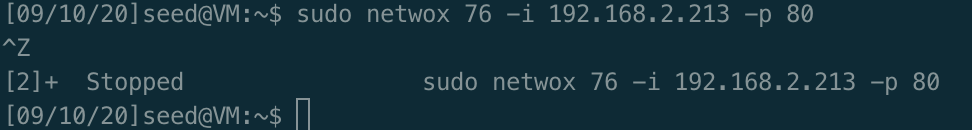 [09/10/20]seed@VM:~$ sudo netwox 76 -i 192.168.2.213 -p 80
^Z
[2]+  Stopped                 sudo netwox 76 -i 192.168.2.213 -p 80
[09/10/20]seed@VM:~$